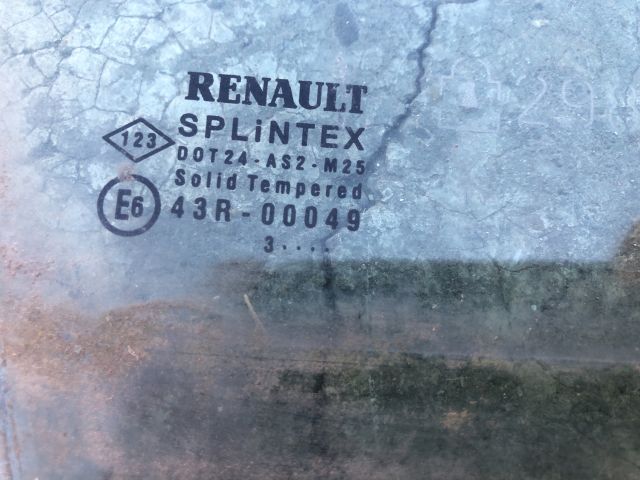 RENAULT
SPLiNTEX
123
DOT24-AS2-M25
Solid Tempered
E6
43R-00049
3....